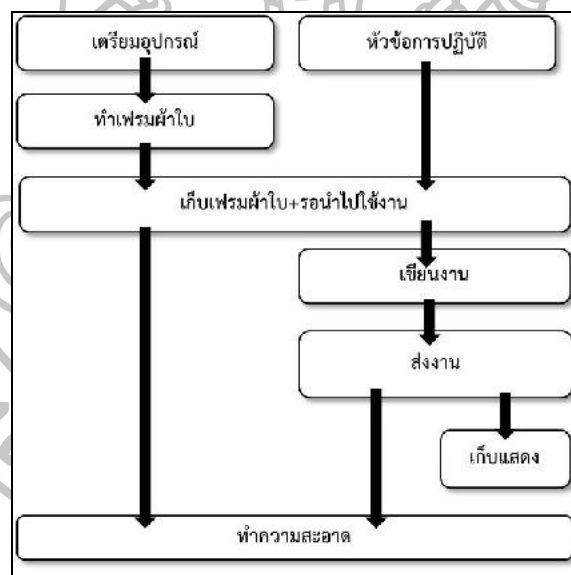 เตรียมอุปกรณ์
หัวข้อการปฏิบัติ
ทำเฟรมผ้าใบ
เก็บเฟรมผ้าใบ+รอนำไปใช้งาน
เขียนงาน
ส่งงาน
เก็บแสดง
ทำความสะอาด